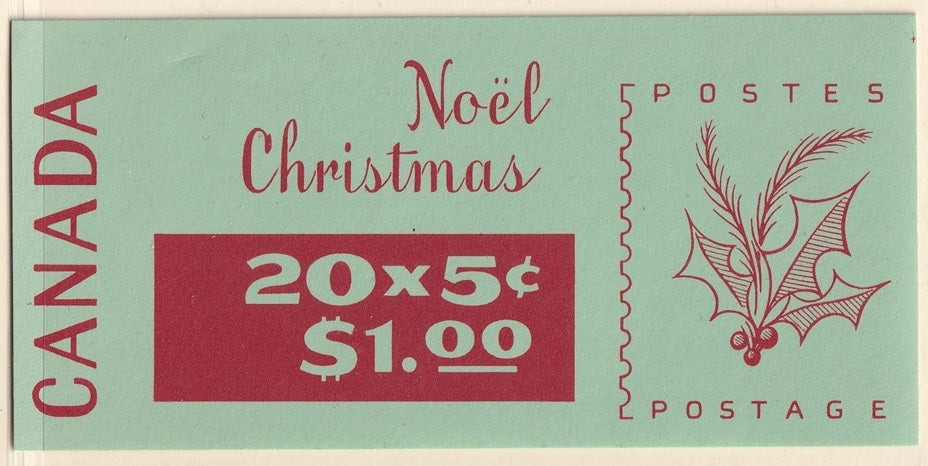 CANADA
Noël
Christmas
20x5¢
$1.00
POSTES
POSTAGE